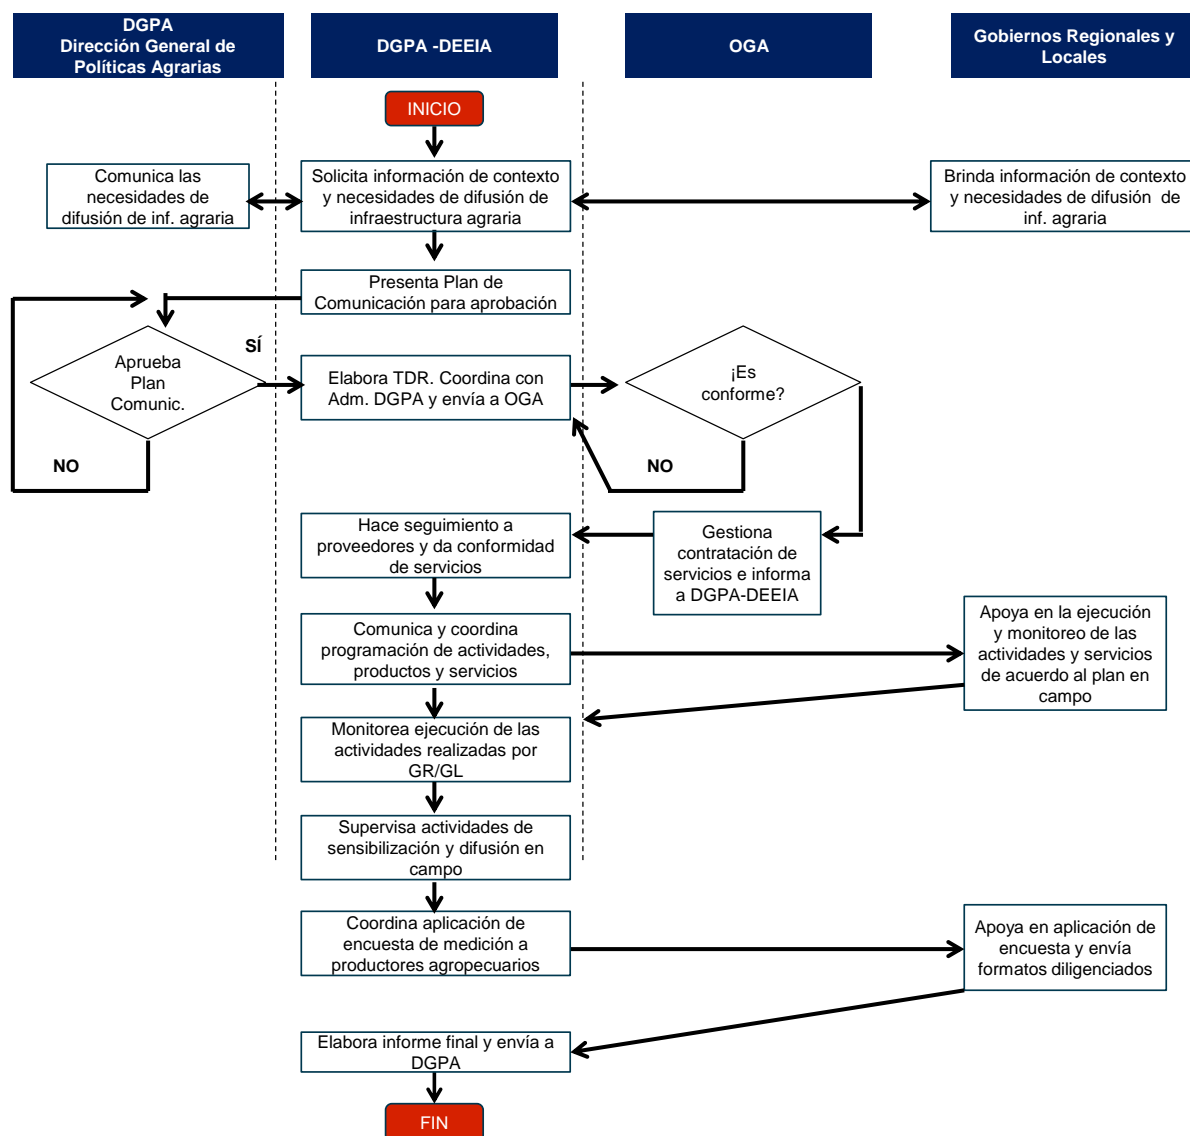 DGPA
Dirección General de
Políticas Agrarias
DGPA -DEEIA
OGA
Gobiernos Regionales y
Locales
INICIO
Comunica las
necesidades de
difusión de inf. agraria
Solicita información de contexto
y necesidades de difusión de
infraestructura agraria
Brinda información de contexto
y necesidades de difusión  de
inf. agraria
Presenta Plan de
Comunicación para aprobación
Aprueba
Plan
Comunic.
SÍ
NO
Elabora TDR. Coordina con
Adm. DGPA y envía a OGA
¡Es
conforme?
NO
Gestiona
contratación de
servicios e informa
a DGPA-DEEIA
Hace seguimiento a
proveedores y da conformidad
de servicios
Comunica y coordina
programación de actividades,
productos y servicios
Apoya en la ejecución
y monitoreo de las
actividades y servicios
de acuerdo al plan en
campo
Monitorea ejecución de las
actividades realizadas por
GR/GL
Supervisa actividades de
sensibilización y difusión en
campo
Coordina aplicación de
encuesta de medición a
productores agropecuarios
Apoya en aplicación de
encuesta y envía
formatos diligenciados
Elabora informe final y envía a
DGPA
FIN